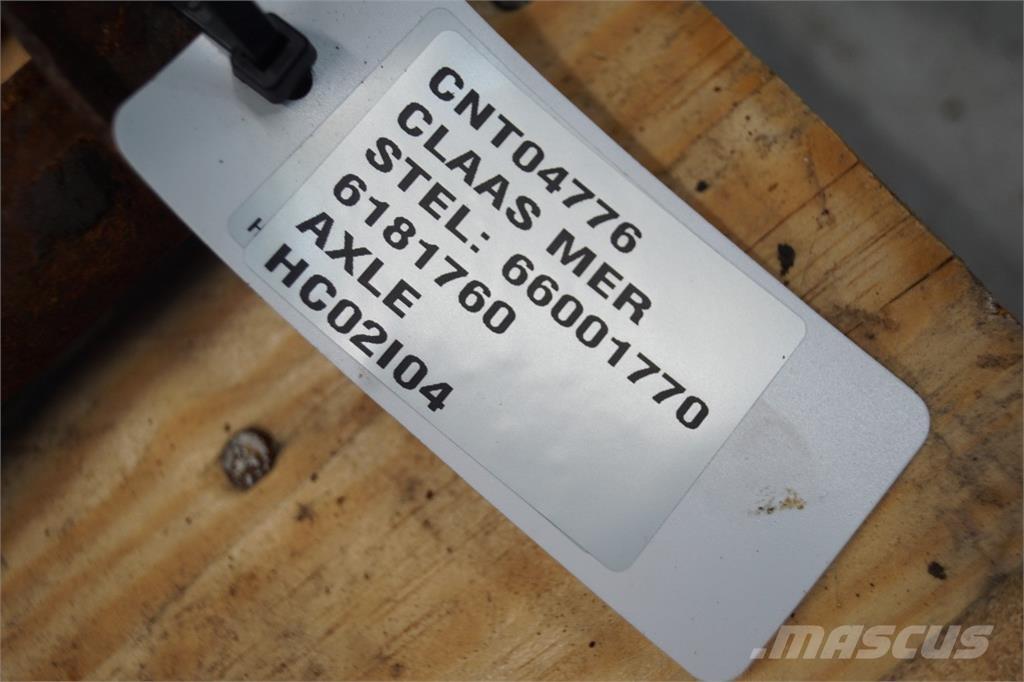 CNT04776
CLAAS MER
STEL: 66001770
6181760
AXLE
HC02I04
H
.MASCUS